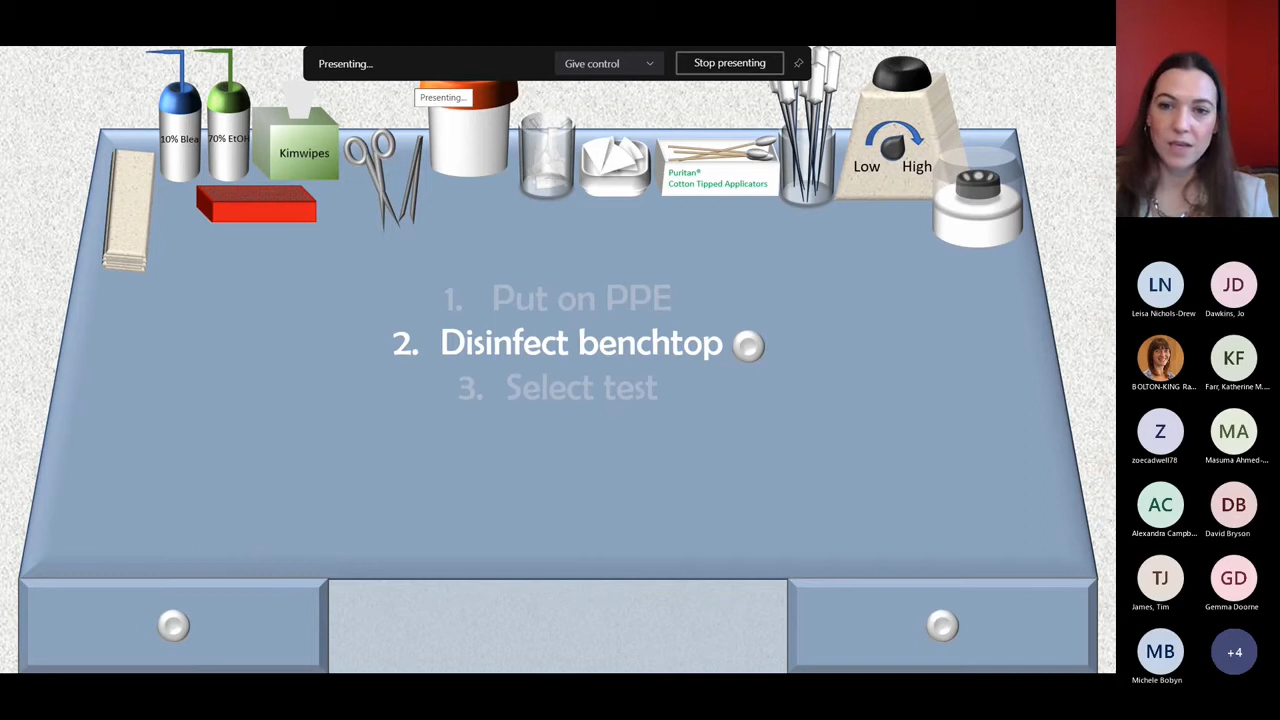 Presenting...
Give control
Stop presenting
Presenting...
10% Blea
70% EtOH
Kimwipes
Puritan®
Cotton Tipped Applicators
Low
High
1. Put on PPE
2. Disinfect benchtop
3. Select test
LN
JD
Leisa Nichols-Drew
Dawkins, Jo
KF
BOLTON-KING Ra...
Farr, Katherine M....
Z
MA
zoecadwell78
Masuma Ahmed-...
AC
DB
Alexandra Campb...
David Bryson
TJ
GD
James, Tim
Gemma Doorne
MB
+4
Michele Bobyn